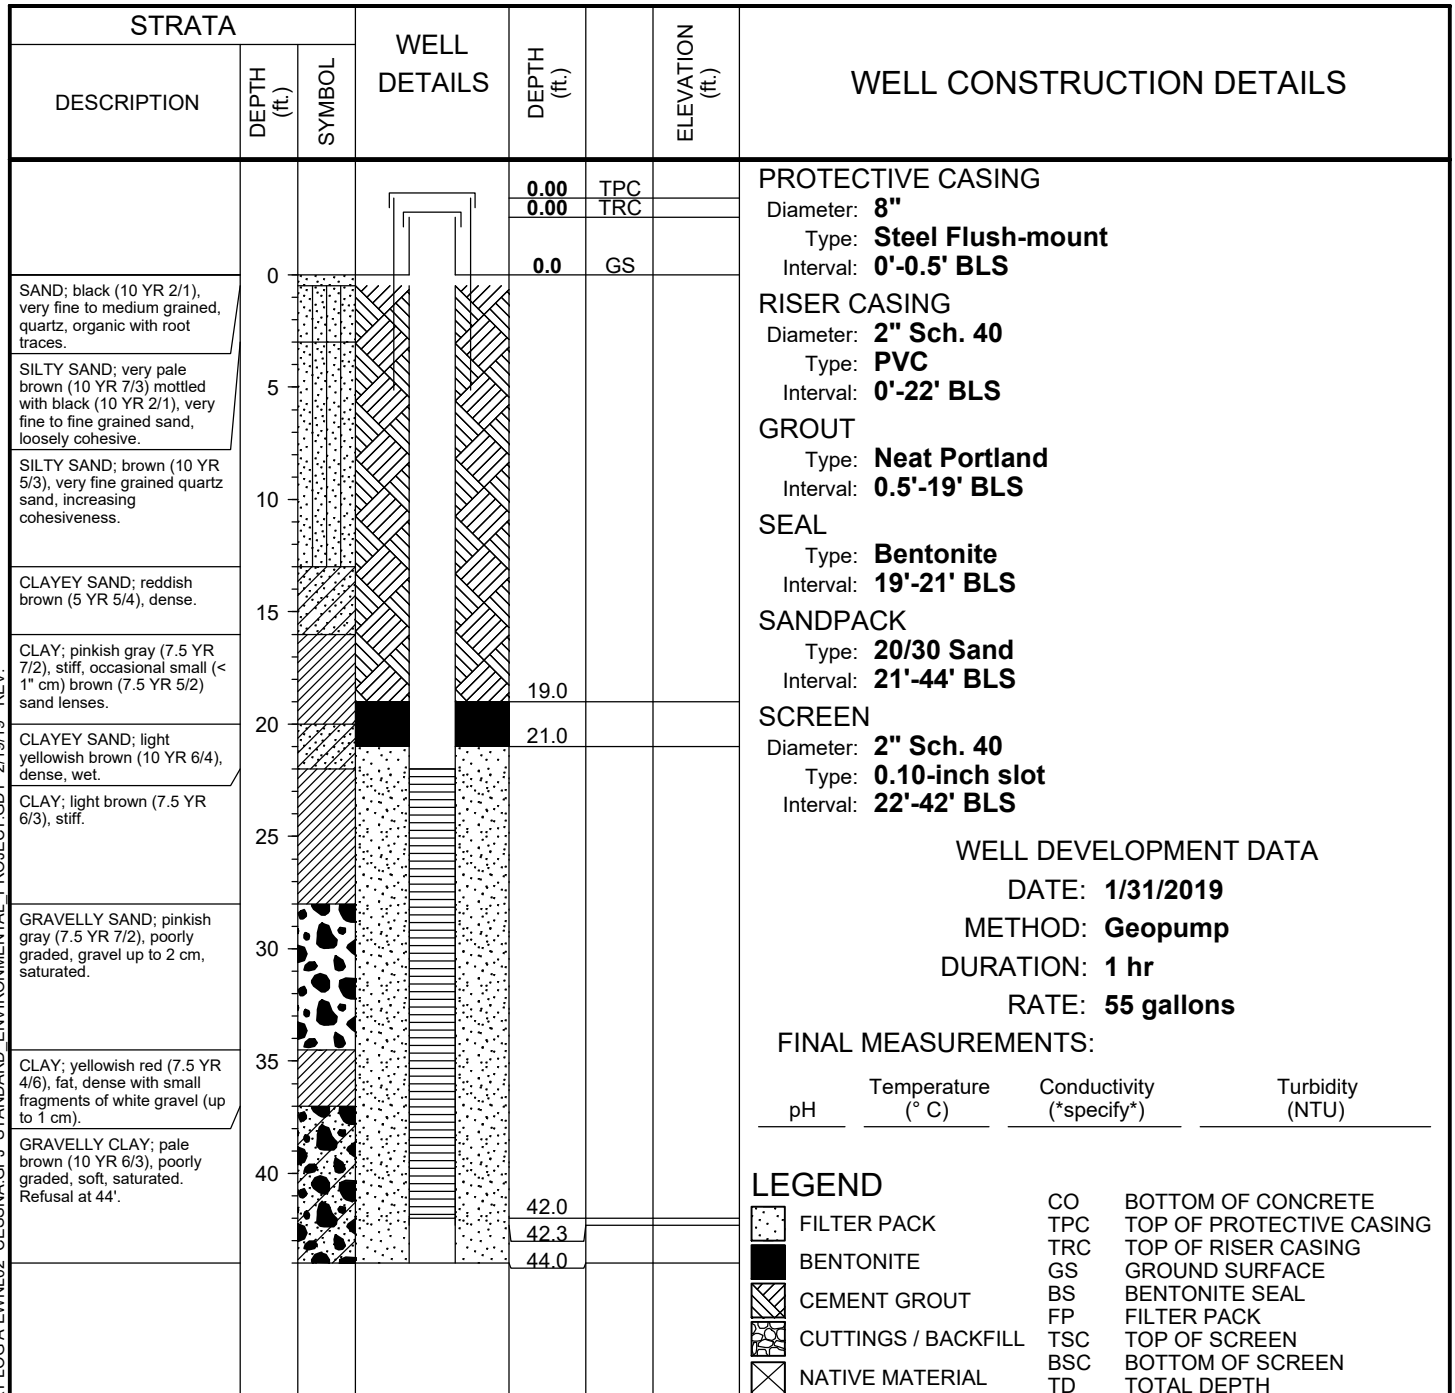 STRATA
DESCRIPTION
DEPTH
(ft.)
SYMBOL
WELL
DETAILS
DEPTH
(ft.)
ELEVATION
(ft.)
WELL CONSTRUCTION DETAILS
0.00 TPC
0.00 TRC
0.0 GS
0
5
10
15
20
25
30
35
40
SAND; black (10 YR 2/1),
very fine to medium grained,
quartz, organic with root
traces.
SILTY SAND; very pale
brown (10 YR 7/3) mottled
with black (10 YR 2/1), very
fine to fine grained sand,
loosely cohesive.
SILTY SAND; brown (10 YR
5/3), very fine grained quartz
sand, increasing
cohesiveness.
CLAYEY SAND; reddish
brown (5 YR 5/4), dense.
CLAY; pinkish gray (7.5 YR
7/2), stiff, occasional small (<
1" cm) brown (7.5 YR 5/2)
sand lenses.
CLAYEY SAND; light
yellowish brown (10 YR 6/4),
dense, wet.
CLAY; light brown (7.5 YR
6/3), stiff.
GRAVELLY SAND; pinkish
gray (7.5 YR 7/2), poorly
graded, gravel up to 2 cm,
saturated.
CLAY; yellowish red (7.5 YR
4/6), fat, dense with small
fragments of white gravel (up
to 1 cm).
GRAVELLY CLAY; pale
brown (10 YR 6/3), poorly
graded, soft, saturated.
Refusal at 44'.
19.0
21.0
42.0
42.3
44.0
PROTECTIVE CASING
Diameter: 8"
Type: Steel Flush-mount
Interval: 0'-0.5' BLS
RISER CASING
Diameter: 2" Sch. 40
Type: PVC
Interval: 0'-22' BLS
GROUT
Type: Neat Portland
Interval: 0.5'-19' BLS
SEAL
Type: Bentonite
Interval: 19'-21' BLS
SANDPACK
Type: 20/30 Sand
Interval: 21'-44' BLS
SCREEN
Diameter: 2" Sch. 40
Type: 0.10-inch slot
Interval: 22'-42' BLS
WELL DEVELOPMENT DATA
DATE: 1/31/2019
METHOD: Geopump
DURATION: 1 hr
RATE: 55 gallons
FINAL MEASUREMENTS:
pH
Temperature
(° C)
Conductivity
(*specify*)
Turbidity
(NTU)
LEGEND
FILTER PACK
BENTONITE
CEMENT GROUT
CUTTINGS / BACKFILL
NATIVE MATERIAL
CO BOTTOM OF CONCRETE
TPC TOP OF PROTECTIVE CASING
TRC TOP OF RISER CASING
GS GROUND SURFACE
BS BENTONITE SEAL
FP FILTER PACK
TSC TOP OF SCREEN
BSC BOTTOM OF SCREEN
TD TOTAL DEPTH